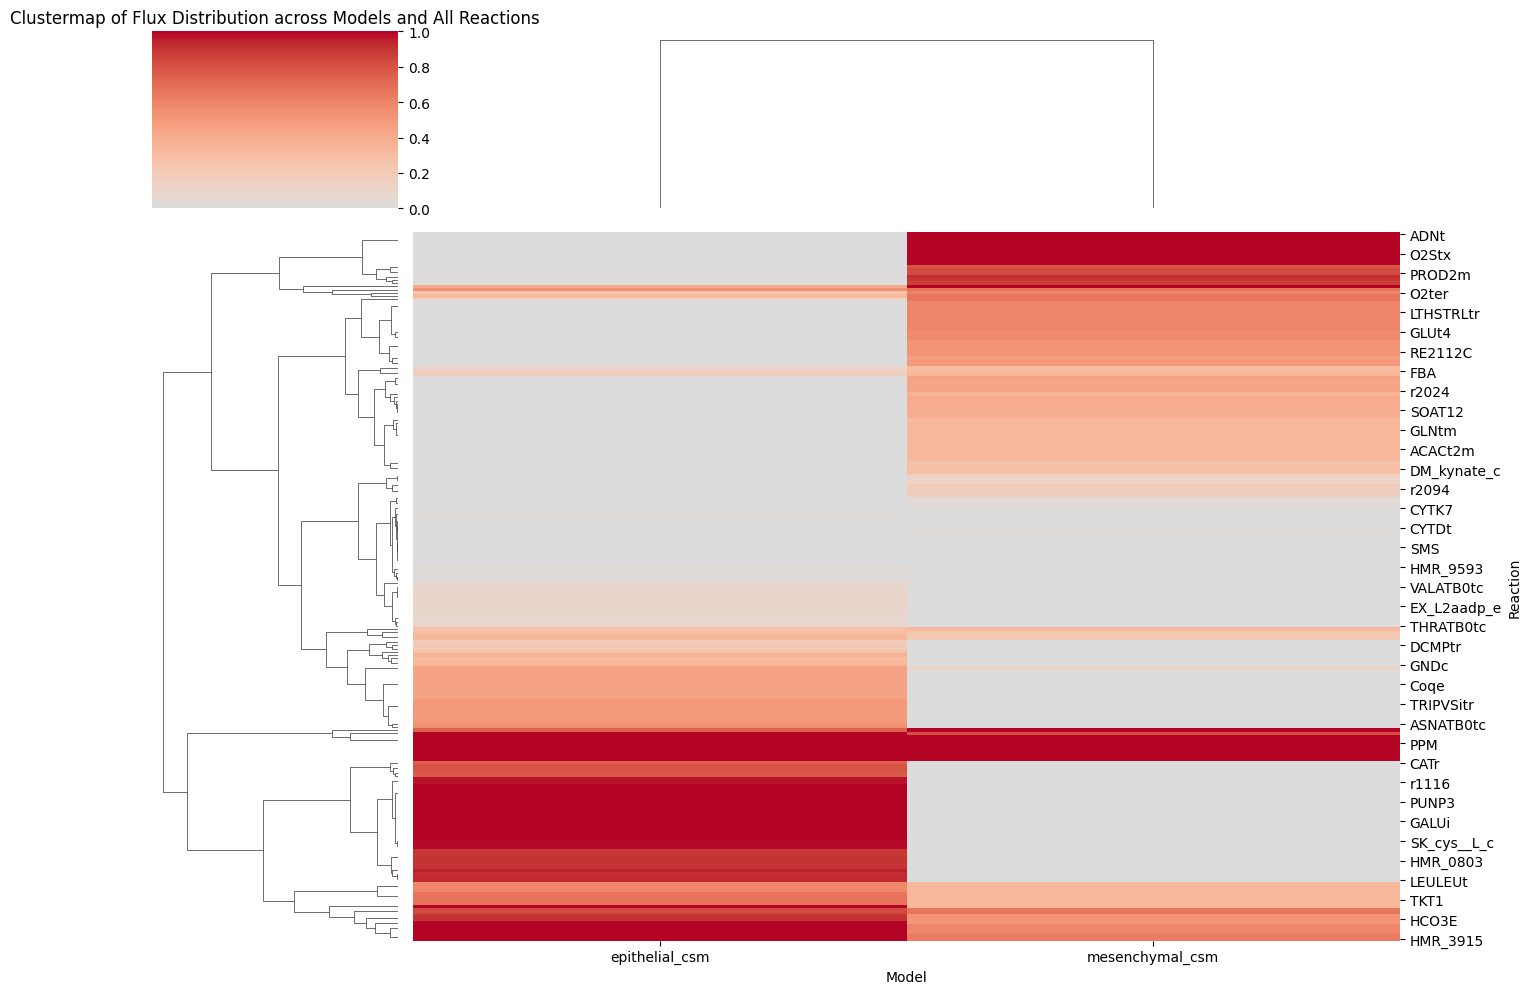 Clustermap of Flux Distribution across Models and All Reactions
1.0
0.8
0.6
0.4
0.2
0.0
ADNt
O2Stx
PROD2m
O2ter
LTHSTRLtr
GLUt4
RE2112C
FBA
r2024
SOAT12
GLNtm
ACACt2m
DM_kynate_c
r2094
CYTK7
CYTDt
SMS
HMR_9593
VALATB0tc
EX_L2aadp_e
THRATB0tc
DCMPtr
GNDc
Coqe
TRIPVSitr
ASNATB0tc
PPM
CATr
r1116
PUNP3
GALUi
SK_cys__L_c
HMR_0803
LEULEUt
TKT1
HCO3E
HMR_3915
Reaction
epithelial_csm
mesenchymal_csm
Model